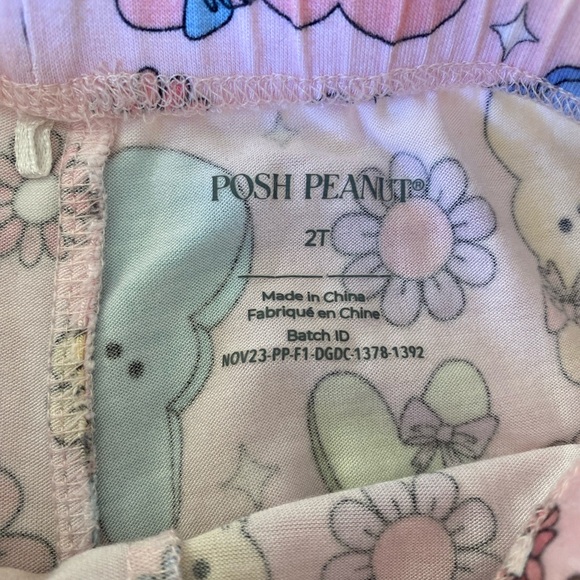 POSH PEANUT®
2T
Made in China
Fabriqué en Chine
Batch ID
NOV23-PP-F1-DGDC-1378-1392